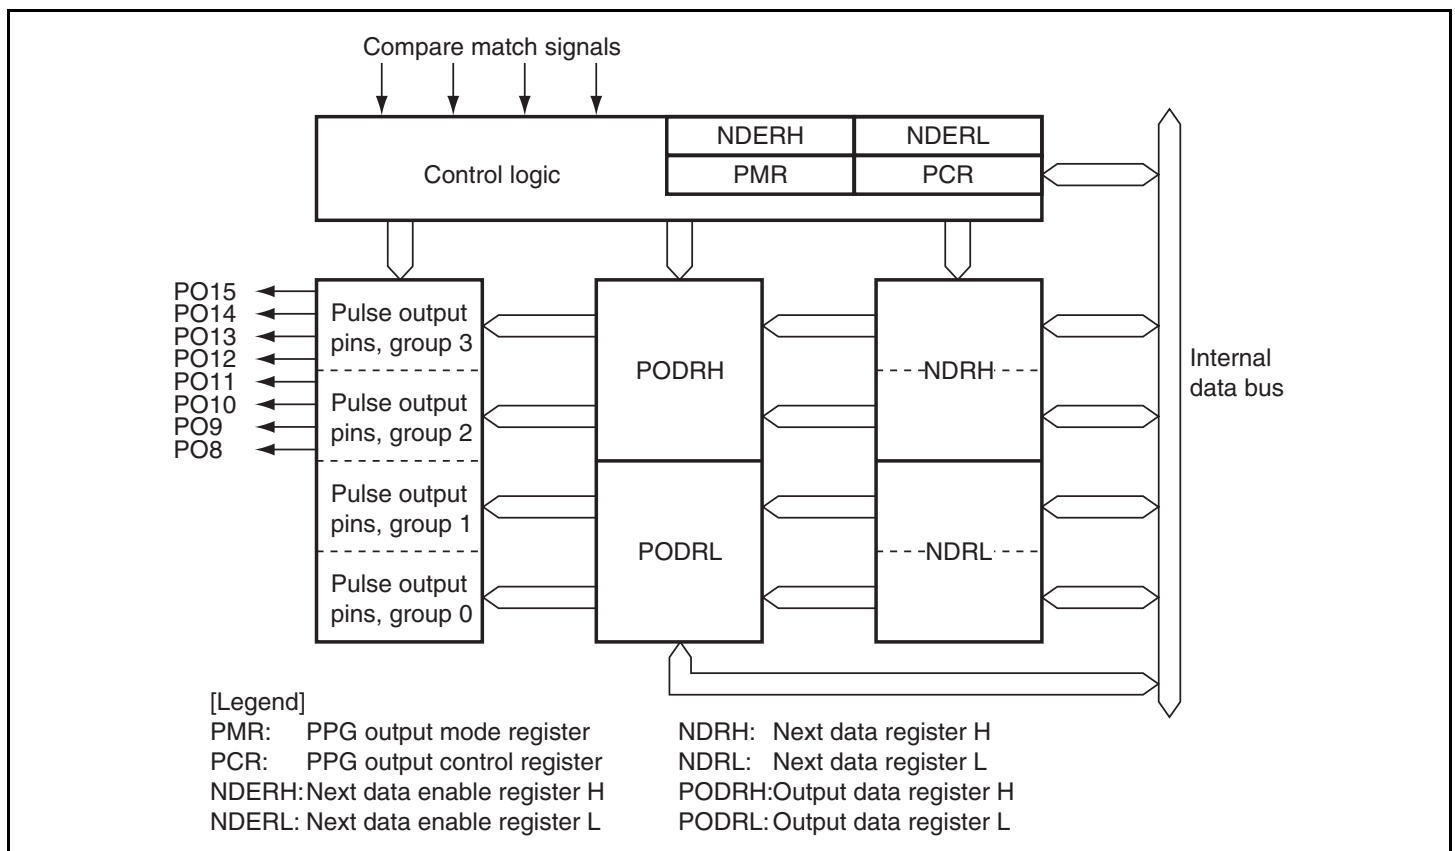 Compare match signals
NDERH
NDERL
Control logic
PMR
PCR
PO15
PO14
PO13
PO12
PO11
PO10
PO9
PO8
Pulse output
pins, group 3
Pulse output
pins, group 2
Pulse output
pins, group 1
Pulse output
pins, group 0
PODRH
PODRL
NDRH
NDRL
Internal
data bus
[Legend]
PMR: PPG output mode register
PCR: PPG output control register
NDERH: Next data enable register H
NDERL: Next data enable register L
NDRH: Next data register H
NDRL: Next data register L
PODRH: Output data register H
PODRL: Output data register L